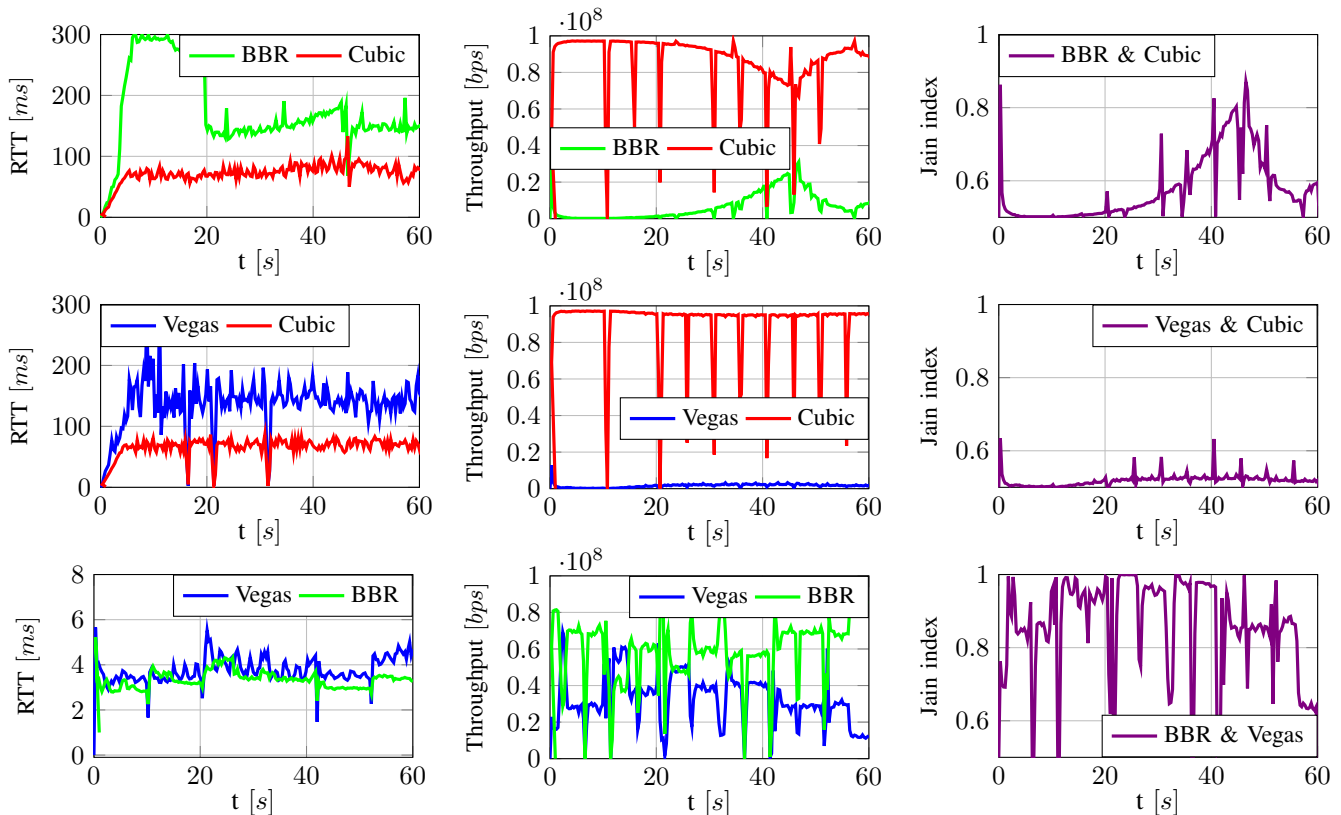 BBR Cubic
RTT [ms]
300
200
100
0
0 20 40 60
t [s]
·10^8
BBR Cubic
Throughput [bps]
1
0.8
0.6
0.4
0.2
0
0 20 40 60
t [s]
BBR & Cubic
Jain index
1
0.8
0.6
0 20 40 60
t [s]
Vegas Cubic
RTT [ms]
300
200
100
0
0 20 40 60
t [s]
·10^8
Vegas Cubic
Throughput [bps]
1
0.8
0.6
0.4
0.2
0
0 20 40 60
t [s]
Vegas & Cubic
Jain index
1
0.8
0.6
0 20 40 60
t [s]
Vegas BBR
RTT [ms]
8
6
4
2
0
0 20 40 60
t [s]
·10^8
Vegas BBR
Throughput [bps]
1
0.8
0.6
0.4
0.2
0
0 20 40 60
t [s]
BBR & Vegas
Jain index
1
0.8
0.6
0 20 40 60
t [s]